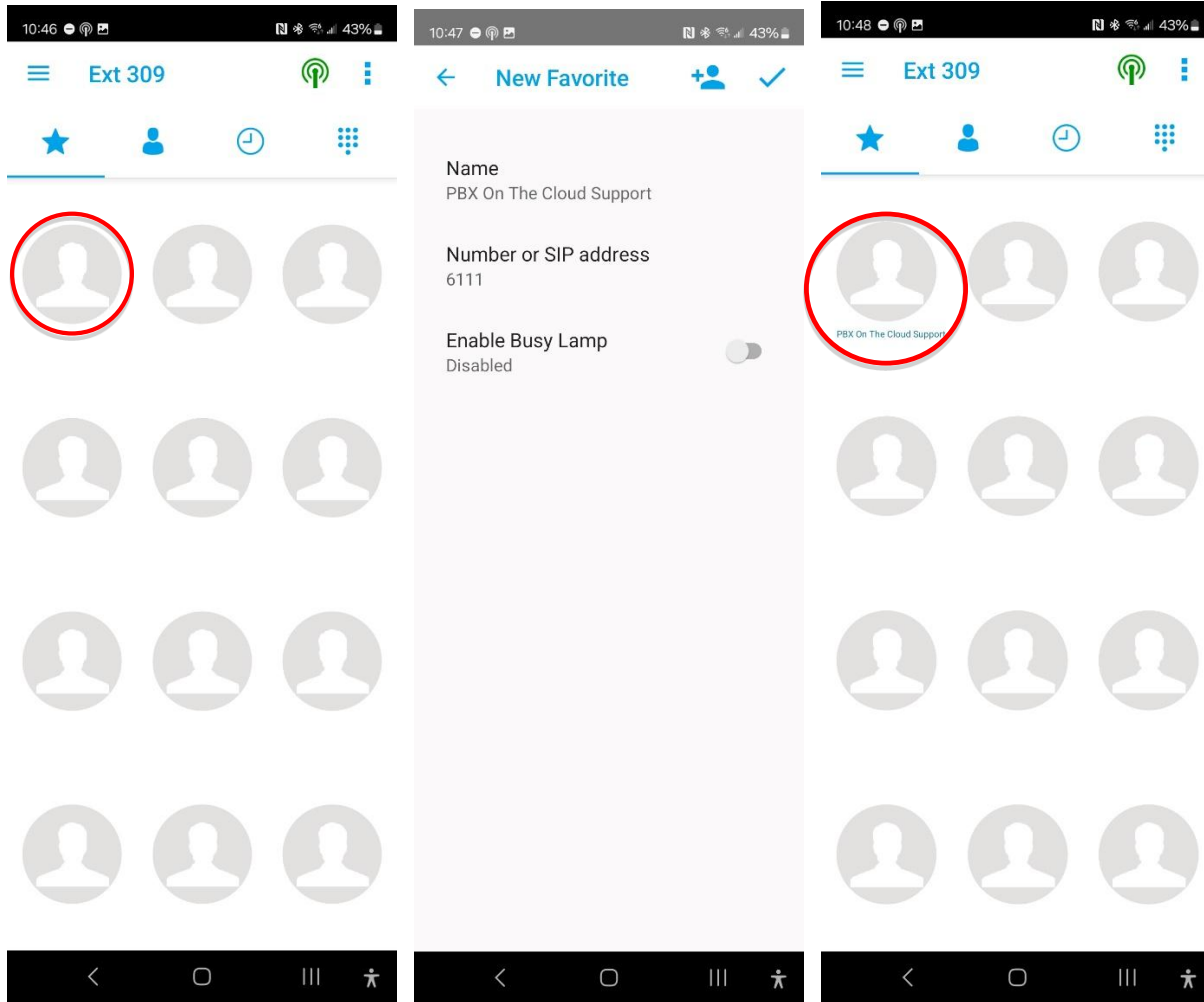 10:46
43%
Ext 309
10:47
43%
New Favorite
Name
PBX On The Cloud Support
Number or SIP address
6111
Enable Busy Lamp
Disabled
10:48
43%
Ext 309
PBX On The Cloud Support